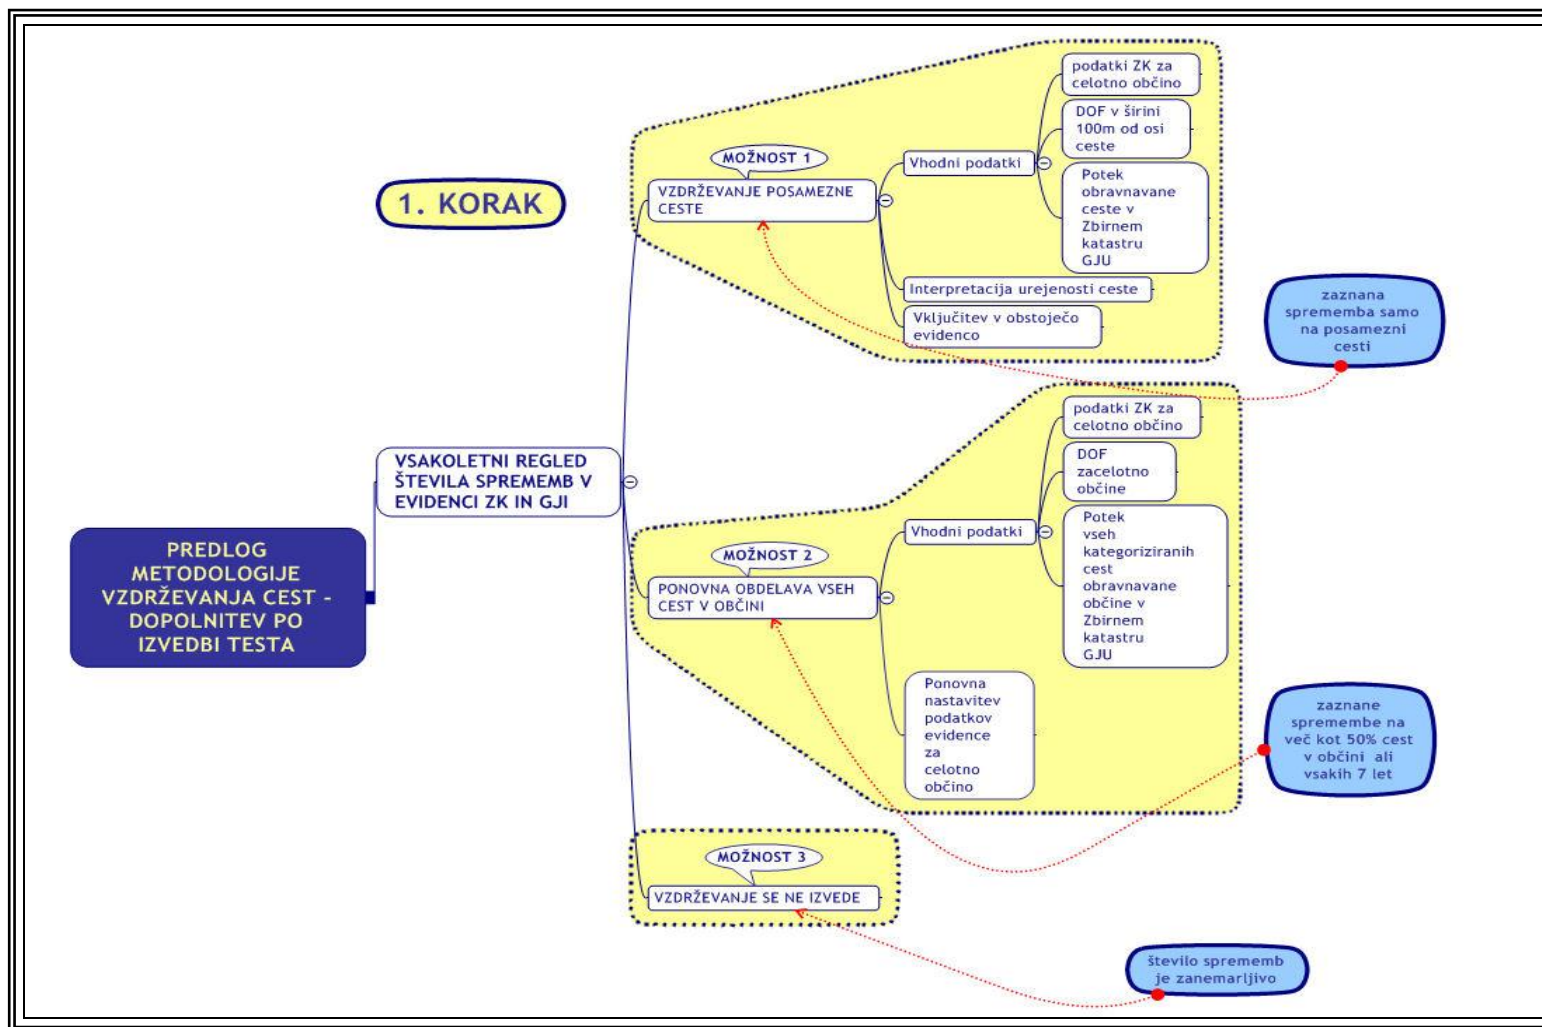 1. KORAK
PREDLOG
METODOLOGIJE
VZDRŽEVANJA CEST -
DOPOLNITEV PO
IZVEDBI TESTA
VSAKOLETNI REGLED
ŠTEVILA SPREMEMB V
EVIDENCI ZK IN GJI
MOŽNOST 1
VZDRŽEVANJE POSAMEZNE
CESTE
Vhodni podatki
podatki ZK za
celotno občino
DOF v širini
100m od osi
ceste
Potek
obravnavane
ceste v
Zbirnem
katastru
GJU
Interpretacija urejenosti ceste
Vključitev v obstoječo
evidenco
zaznana
sprememba samo
na posamezni
cesti
MOŽNOST 2
PONOVNA OBDELAVA VSEH
CEST V OBČINI
Vhodni podatki
podatki ZK za
celotno občino
DOF
zacelotno
občine
Potek
vseh
kategoriziranih
cest
obravnavane
občine v
Zbirnem
katastru
GJU
Ponovna
nastavitev
podatkov
evidence
za
celotno
občino
zaznane
spremembe na
več kot 50% cest
v občini ali
vsakih 7 let
MOŽNOST 3
VZDRŽEVANJE SE NE IZVEDE
število sprememb
je zanemarljivo